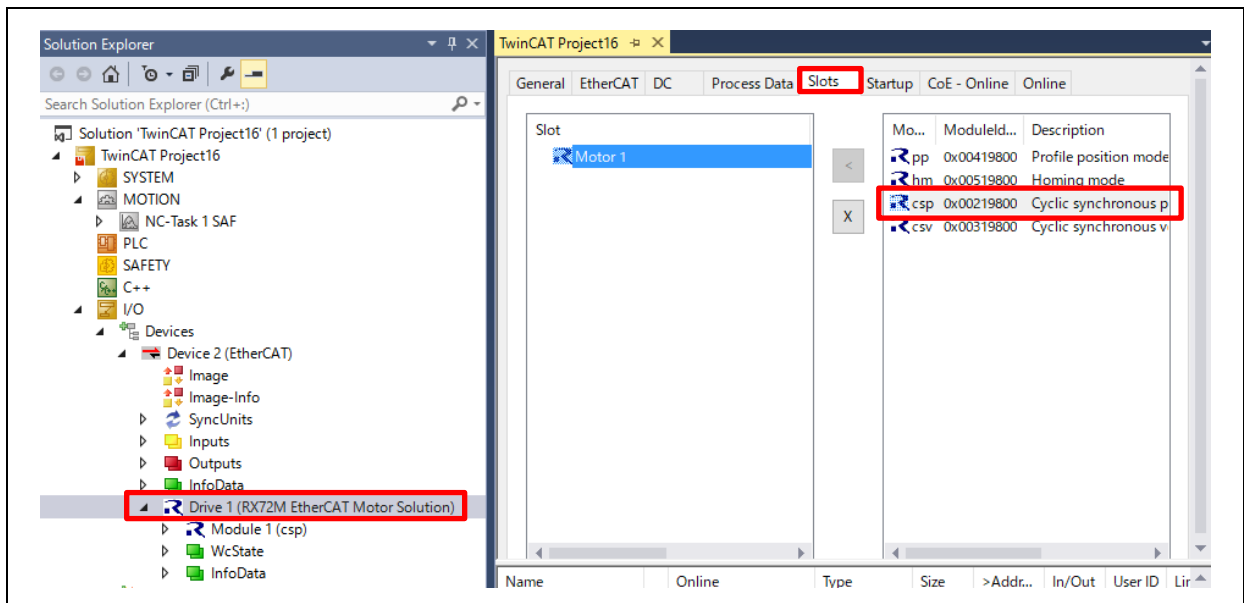 Solution Explorer
Search Solution Explorer (Ctrl+:)
Solution 'TwinCAT Project16' (1 project)
TwinCAT Project16
SYSTEM
MOTION
NC-Task 1 SAF
PLC
SAFETY
C++
I/O
Devices
Device 2 (EtherCAT)
Image
Image-Info
SyncUnits
Inputs
Outputs
InfoData
Drive 1 (RX72M EtherCAT Motor Solution)
Module 1 (csp)
WcState
InfoData
TwinCAT Project16
General EtherCAT DC Process Data Slots Startup CoE - Online Online
Slot
Motor 1
<
X
Mo... ModuleId... Description
pp 0x00419800 Profile position mode
hm 0x00519800 Homing mode
csp 0x00219800 Cyclic synchronous p
csv 0x00319800 Cyclic synchronous v
Name Online Type Size >Addr... In/Out User ID Lir